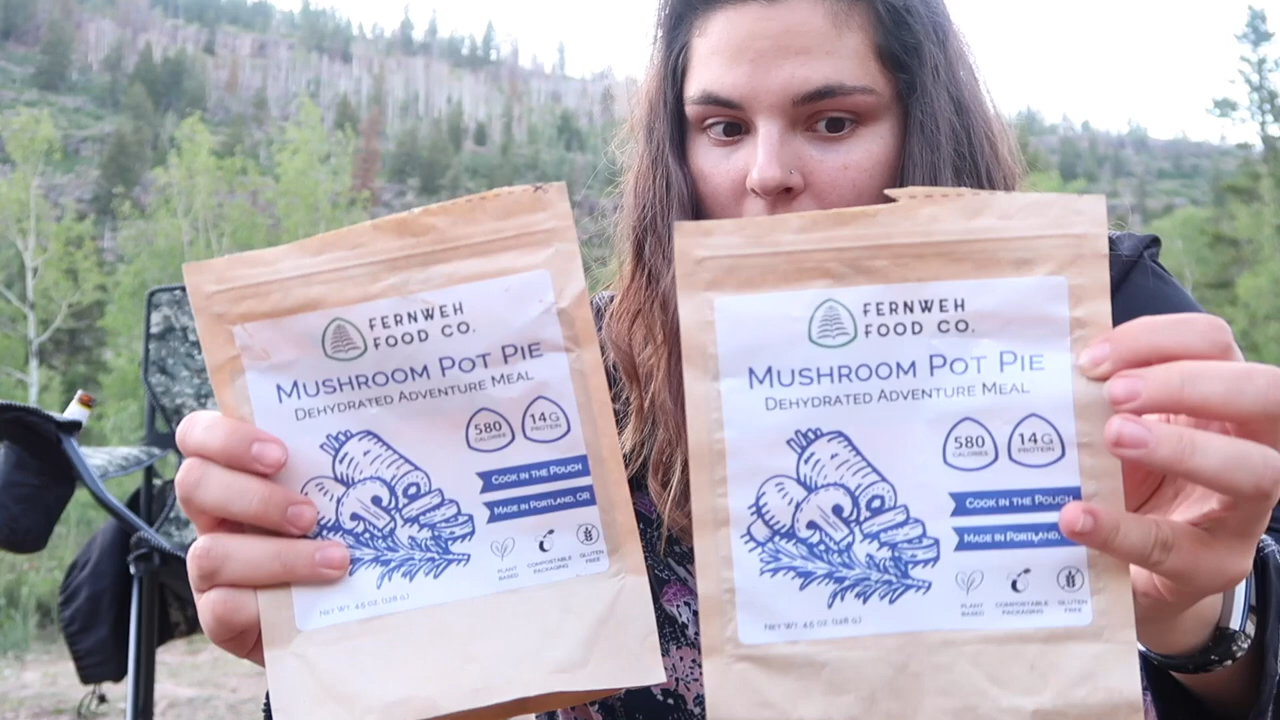 FERNWEH
FOOD CO.
MUSHROOM POT PIE
DEHYDRATED ADVENTURE MEAL
580
CALORIES
14G
PROTEIN
COOK IN THE POUCH
MADE IN PORTLAND, OR
PLANT
BASED
COMPOSTABLE
PACKAGING
GLUTEN
FREE
NET WT. 4.5 OZ. (128 G)
FERNWEH
FOOD CO.
MUSHROOM POT PIE
DEHYDRATED ADVENTURE MEAL
580
CALORIES
14G
PROTEIN
COOK IN THE POUCH
MADE IN PORTLAND,
PLANT
BASED
COMPOSTABLE
PACKAGING
GLUTEN
FREE
NET WT. 4.5 OZ. (128 G)